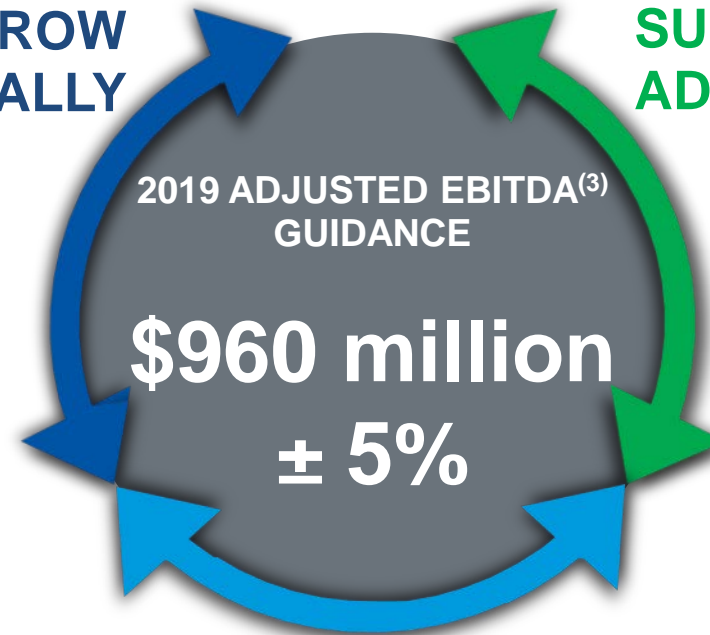 ROW
ALLY
SU
AD
2019 ADJUSTED EBITDA(3)
GUIDANCE
$960 million
± 5%